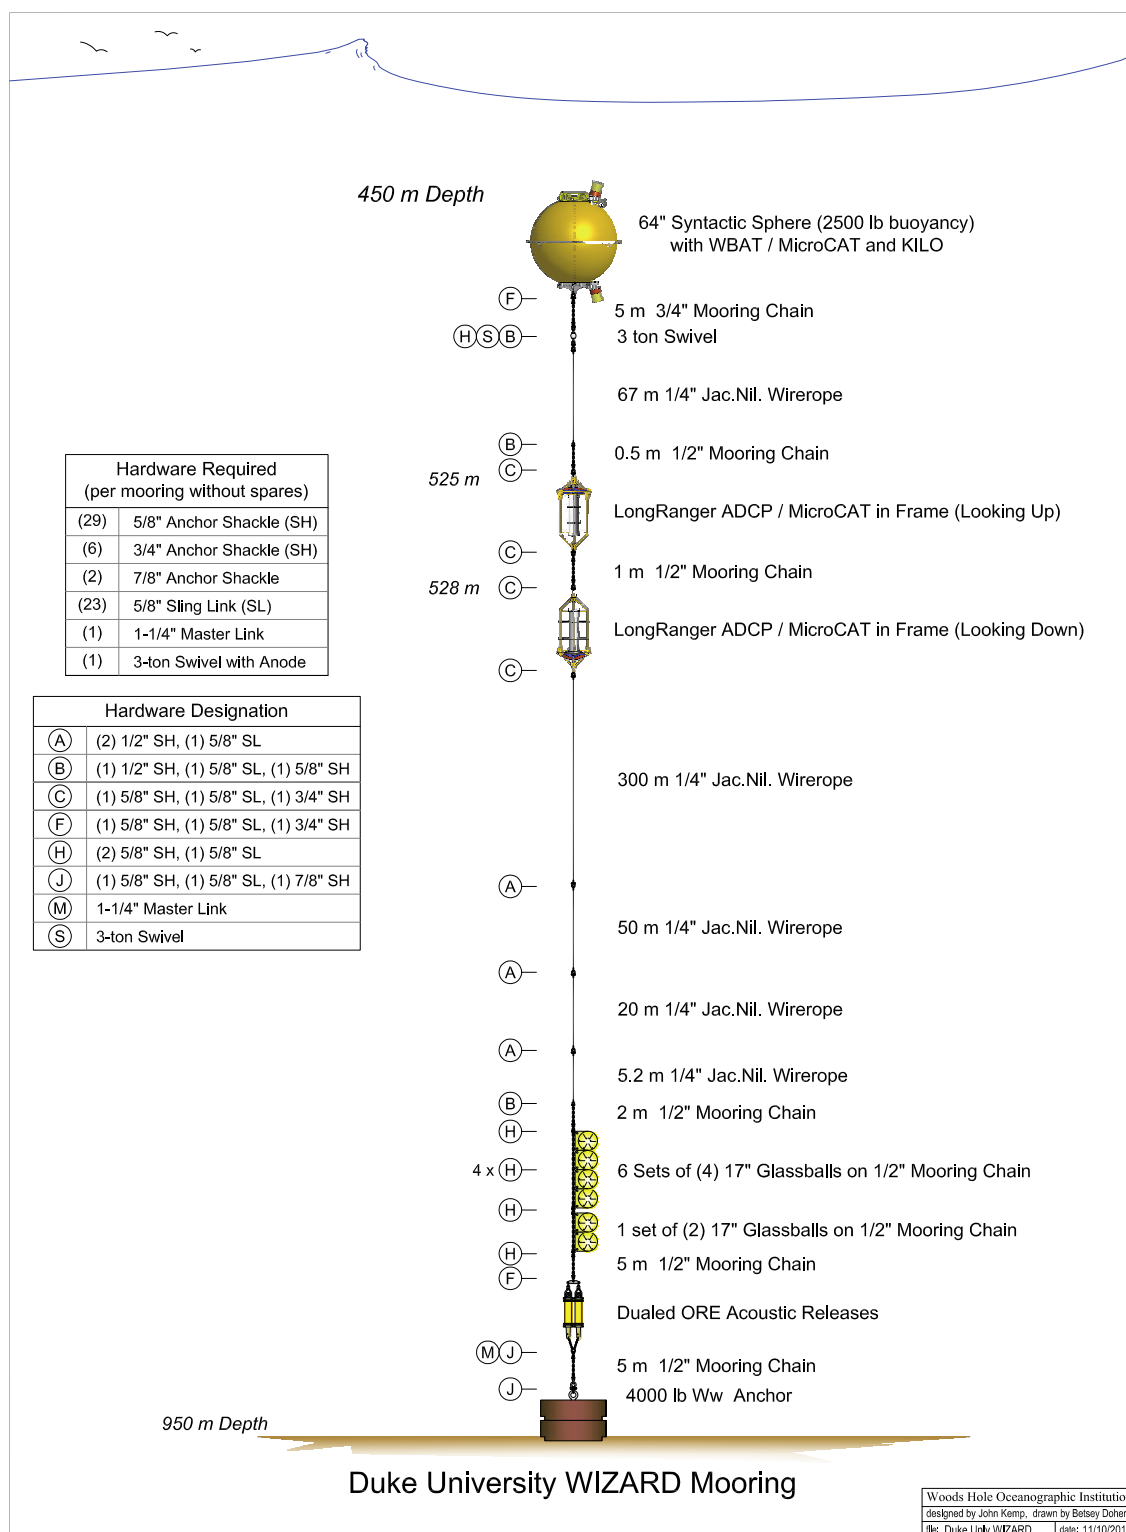 450 m Depth
64" Syntactic Sphere (2500 lb buoyancy)
with WBAT / MicroCAT and KILO
F
5 m 3/4" Mooring Chain
H S B
3 ton Swivel
67 m 1/4" Jac.Nil. Wirerope
B
0.5 m 1/2" Mooring Chain
C
525 m
LongRanger ADCP / MicroCAT in Frame (Looking Up)
C
1 m 1/2" Mooring Chain
528 m
C
LongRanger ADCP / MicroCAT in Frame (Looking Down)
C
Hardware Required
(per mooring without spares)
(29) 5/8" Anchor Shackle (SH)
(6) 3/4" Anchor Shackle (SH)
(2) 7/8" Anchor Shackle
(23) 5/8" Sling Link (SL)
(1) 1-1/4" Master Link
(1) 3-ton Swivel with Anode
Hardware Designation
A (2) 1/2" SH, (1) 5/8" SL
B (1) 1/2" SH, (1) 5/8" SL, (1) 5/8" SH
C (1) 5/8" SH, (1) 5/8" SL, (1) 3/4" SH
F (1) 5/8" SH, (1) 5/8" SL, (1) 3/4" SH
H (2) 5/8" SH, (1) 5/8" SL
J (1) 5/8" SH, (1) 5/8" SL, (1) 7/8" SH
M 1-1/4" Master Link
S 3-ton Swivel
300 m 1/4" Jac.Nil. Wirerope
A
50 m 1/4" Jac.Nil. Wirerope
A
20 m 1/4" Jac.Nil. Wirerope
A
5.2 m 1/4" Jac.Nil. Wirerope
B
2 m 1/2" Mooring Chain
H
4 x H
6 Sets of (4) 17" Glassballs on 1/2" Mooring Chain
H
1 set of (2) 17" Glassballs on 1/2" Mooring Chain
H
5 m 1/2" Mooring Chain
F
Dualed ORE Acoustic Releases
M J
5 m 1/2" Mooring Chain
J
4000 lb Ww Anchor
950 m Depth
Duke University WIZARD Mooring
Woods Hole Oceanographic Institutio
designed by John Kemp, drawn by Betsey Doher
file: Duke Univ WIZARD
date: 11/10/201